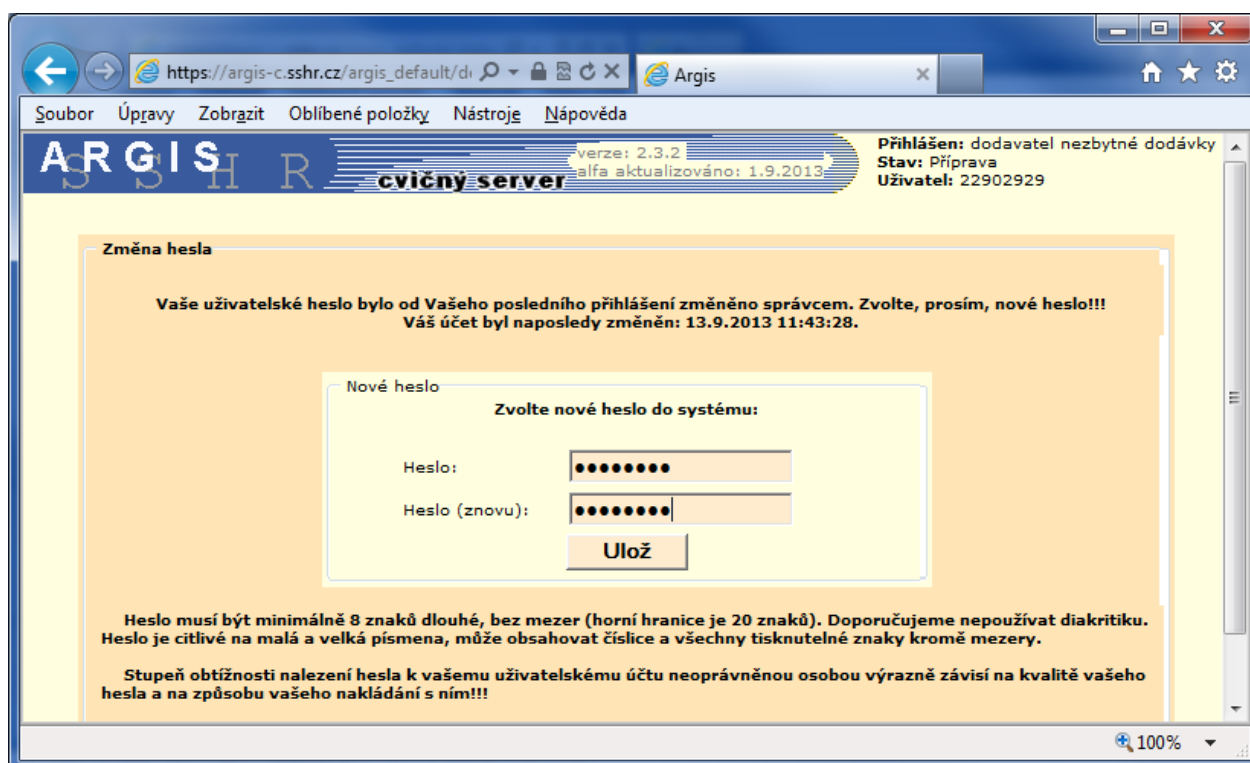 https://argis-c.sshr.cz/argis_default/d
Argis
Soubor Úpravy Zobrazit Oblíbené položky Nástroje Nápověda
ARGIS
SSHR
cvičný server
verze: 2.3.2
alfa aktualizováno: 1.9.2013
Přihlášen: dodavatel nezbytné dodávky
Stav: Příprava
Uživatel: 22902929
Změna hesla
Vaše uživatelské heslo bylo od Vašeho posledního přihlášení změněno správcem. Zvolte, prosím, nové heslo!!!
Váš účet byl naposledy změněn: 13.9.2013 11:43:28.
Nové heslo
Zvolte nové heslo do systému:
Heslo: ●●●●●●●●
Heslo (znovu): ●●●●●●●●
Ulož
Heslo musí být minimálně 8 znaků dlouhé, bez mezer (horní hranice je 20 znaků). Doporučujeme nepoužívat diakritiku.
Heslo je citlivé na malá a velká písmena, může obsahovat číslice a všechny tisknutelné znaky kromě mezery.
Stupeň obtížnosti nalezení hesla k vašemu uživatelskému účtu neoprávněnou osobou výrazně závisí na kvalitě vašeho
hesla a na způsobu vašeho nakládání s ním!!!
100%